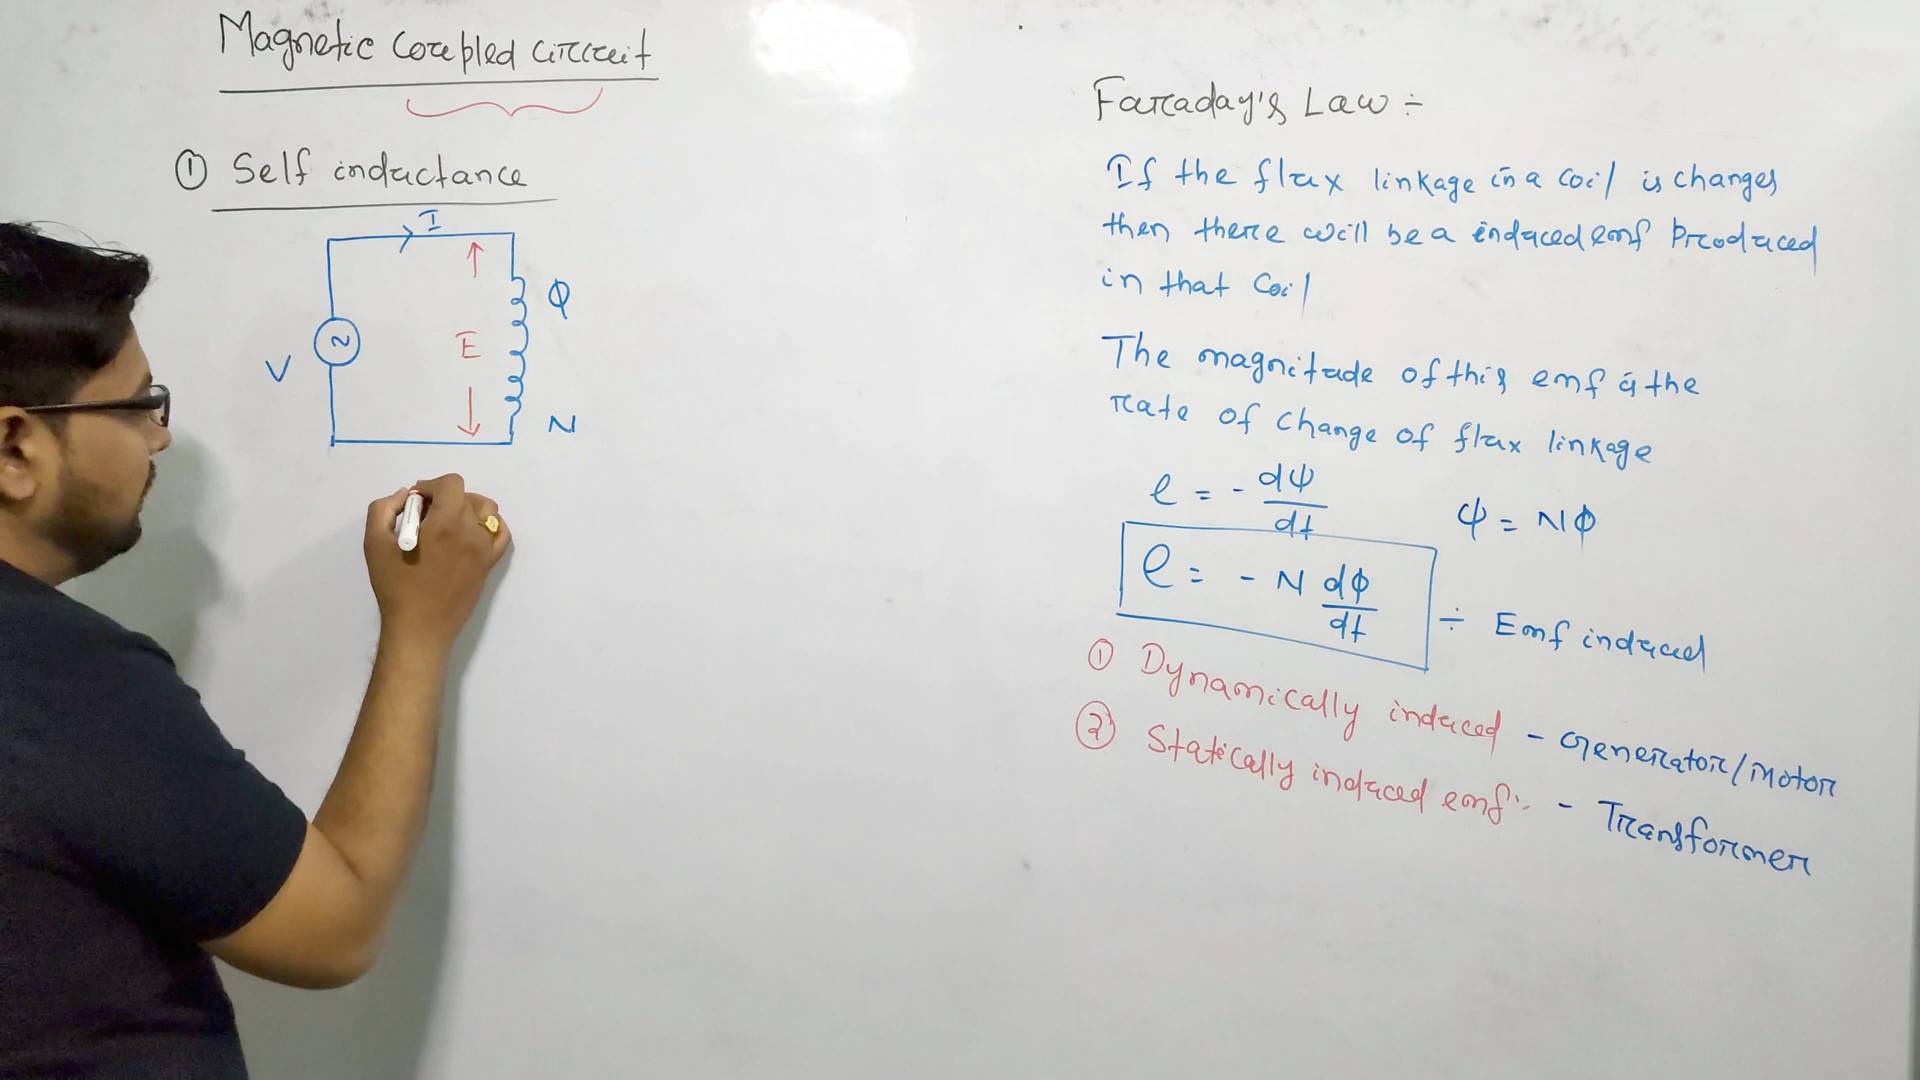 Magnetic Coupled circuit
① Self inductance
I
V
~
E
Φ
N
Faraday's Law ÷
If the flux linkage in a coil is changes
then there will be a induced emf Produced
in that Coil
The magnitude of this emf is the
rate of change of flux linkage
e = - dψ/dt
ψ = NΦ
e = - N dΦ/dt ÷ Emf induced
① Dynamically induced - Generator/Motor
② Statically induced emf :- - Transformer